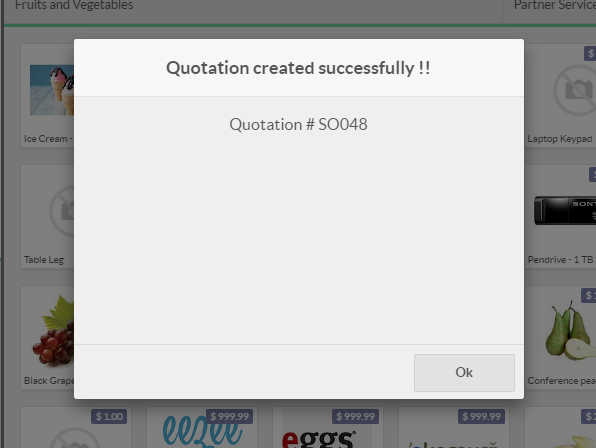 Fruits and Vegetables
Partner Service
Quotation created successfully !!
Quotation # SO048
Ice Cream -
Laptop Keypad
SONY
Table Leg
Pendrive - 1 TB
Black Grape
Conference pea
Ok
$ 1.00
$ 999.99
$ 999.99
$ 999.99
eezee
eggs